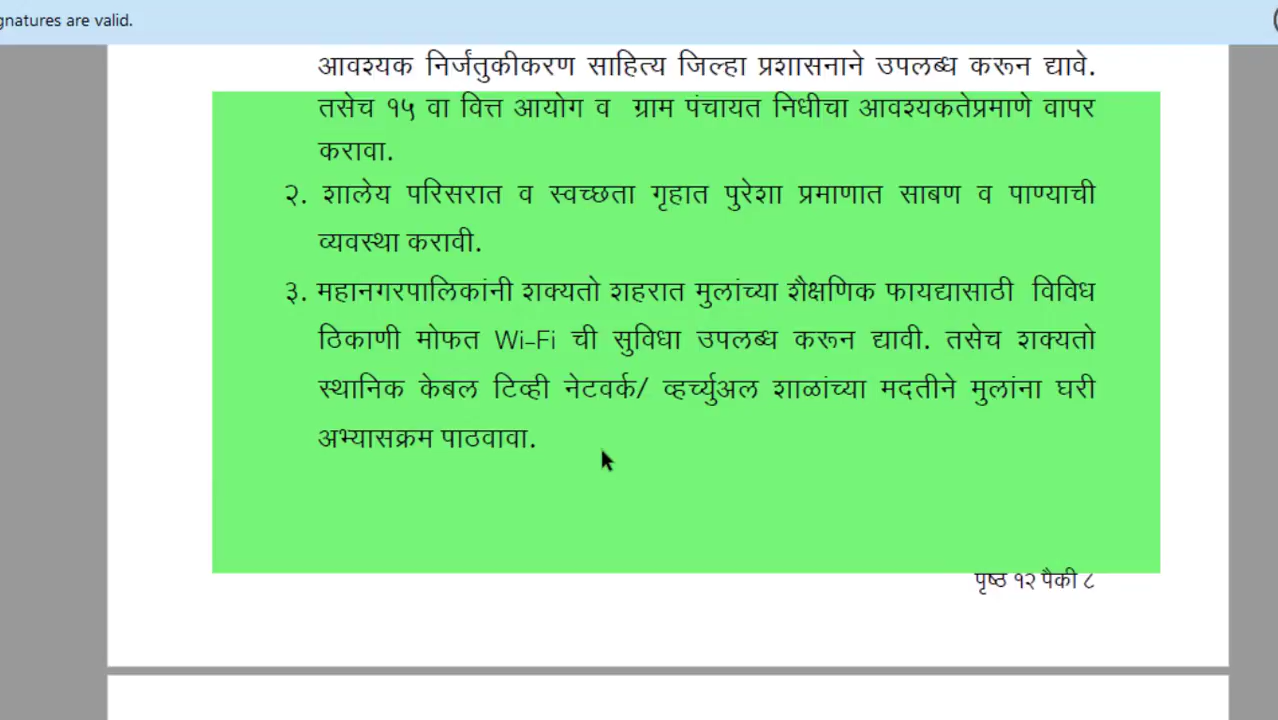 gnatures are valid.
आवश्यक निर्जंतुकीकरण साहित्य जिल्हा प्रशासनाने उपलब्ध करून द्यावे.
तसेच १५ वा वित्त आयोग व ग्राम पंचायत निधीचा आवश्यकतेप्रमाणे वापर
करावा.
२. शालेय परिसरात व स्वच्छता गृहात पुरेशा प्रमाणात साबण व पाण्याची
व्यवस्था करावी.
३. महानगरपालिकांनी शक्यतो शहरात मुलांच्या शैक्षणिक फायद्यासाठी विविध
ठिकाणी मोफत Wi-Fi ची सुविधा उपलब्ध करून द्यावी. तसेच शक्यतो
स्थानिक केबल टिव्ही नेटवर्क/ व्हर्च्युअल शाळांच्या मदतीने मुलांना घरी
अभ्यासक्रम पाठवावा.
पृष्ठ १२ पैकी ८